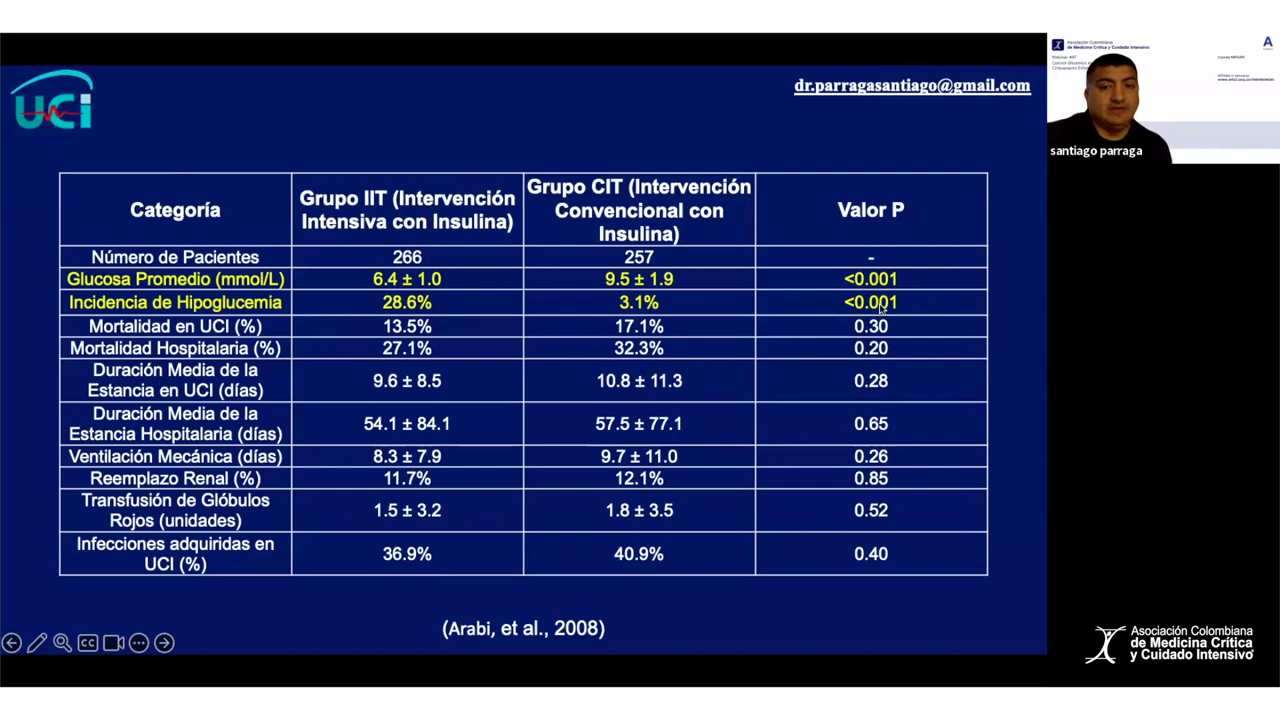 UCi
dr.parragasantiago@gmail.com
Categoría
Grupo IIT (Intervención
Intensiva con Insulina)
Grupo CIT (Intervención
Convencional con
Insulina)
Valor P
Número de Pacientes
266
257
-
Glucosa Promedio (mmol/L)
6.4 ± 1.0
9.5 ± 1.9
<0.001
Incidencia de Hipoglucemia
28.6%
3.1%
<0.001
Mortalidad en UCI (%)
13.5%
17.1%
0.30
Mortalidad Hospitalaria (%)
27.1%
32.3%
0.20
Duración Media de la
Estancia en UCI (días)
9.6 ± 8.5
10.8 ± 11.3
0.28
Duración Media de la
Estancia Hospitalaria (días)
54.1 ± 84.1
57.5 ± 77.1
0.65
Ventilación Mecánica (días)
8.3 ± 7.9
9.7 ± 11.0
0.26
Reemplazo Renal (%)
11.7%
12.1%
0.85
Transfusión de Glóbulos
Rojos (unidades)
1.5 ± 3.2
1.8 ± 3.5
0.52
Infecciones adquiridas en
UCI (%)
36.9%
40.9%
0.40
(Arabi, et al., 2008)
CC
Asociación Colombiana
de Medicina Crítica y Cuidado Intensivo
A
santiago parraga
Asociación Colombiana
de Medicina Crítica
y Cuidado Intensivo